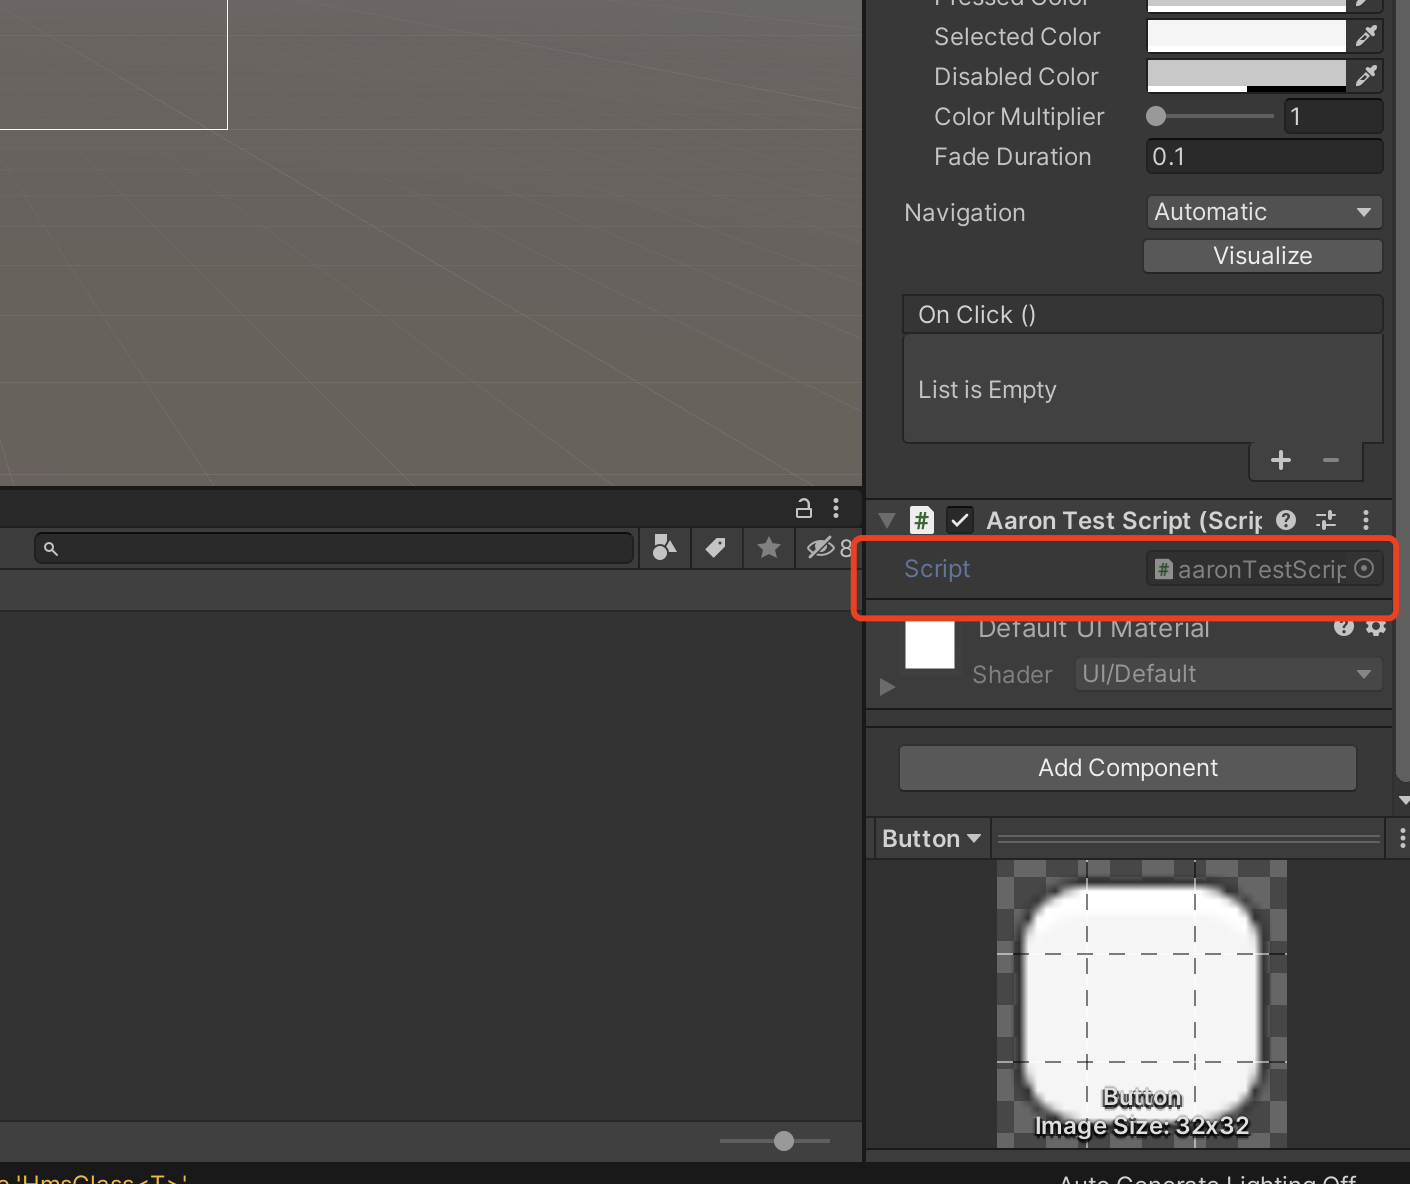 Pressed Color
Selected Color
Disabled Color
Color Multiplier
1
Fade Duration
0.1
Navigation
Automatic
Visualize
On Click ()
List is Empty
8
Aaron Test Script (Scrip
Script
# aaronTestScrip
Default UI Material
Shader
UI/Default
Add Component
Button
Button
Image Size: 32x32
'HmsClass<T>'
Auto Generate Lighting Off